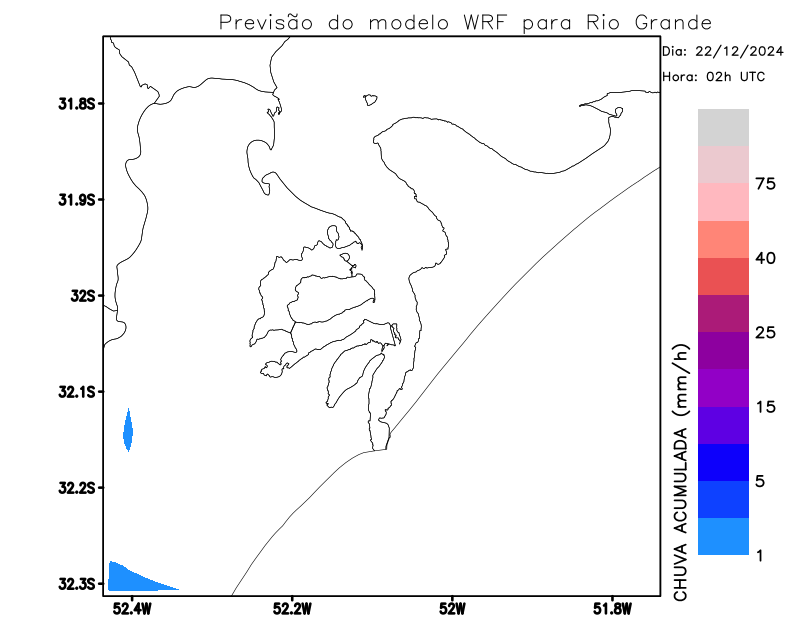 Previsão do modelo WRF para Rio Grande
Dia: 22/12/2024
Hora: 02h UTC
31.8S
31.9S
32S
32.1S
32.2S
32.3S
52.4W
52.2W
52W
51.8W
75
40
25
15
5
1
CHUVA ACUMULADA (mm/h)